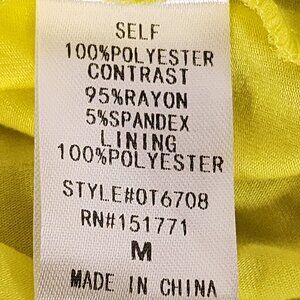 SELF
100%POLYESTER
CONTRAST
95%RAYON
5%SPANDEX
LINING
100%POLYESTER
STYLE#OT6708
RN#151771
M
MADE IN CHINA